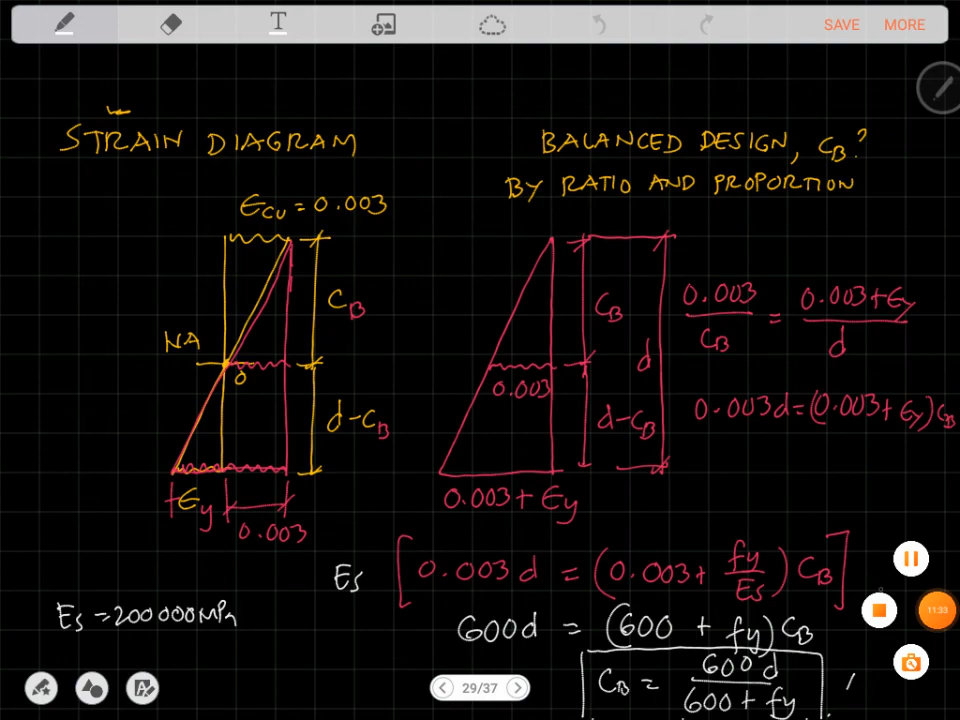 T
SAVE
MORE
STRAIN DIAGRAM
BALANCED DESIGN, CB?
BY RATIO AND PROPORTION
ϵcu = 0.003
CB
NA
0
d-CB
ϵy
0.003
CB
d
0.003
d-CB
0.003 + ϵy
0.003/CB = 0.003+ϵy/d
0.003d=(0.003+ϵy)CB
Es [0.003d = (0.003+ fy/Es) CB]
Es =200000MPa
600d = (600 + fy)CB
CB = 600d/600+fy
29/37
11:33